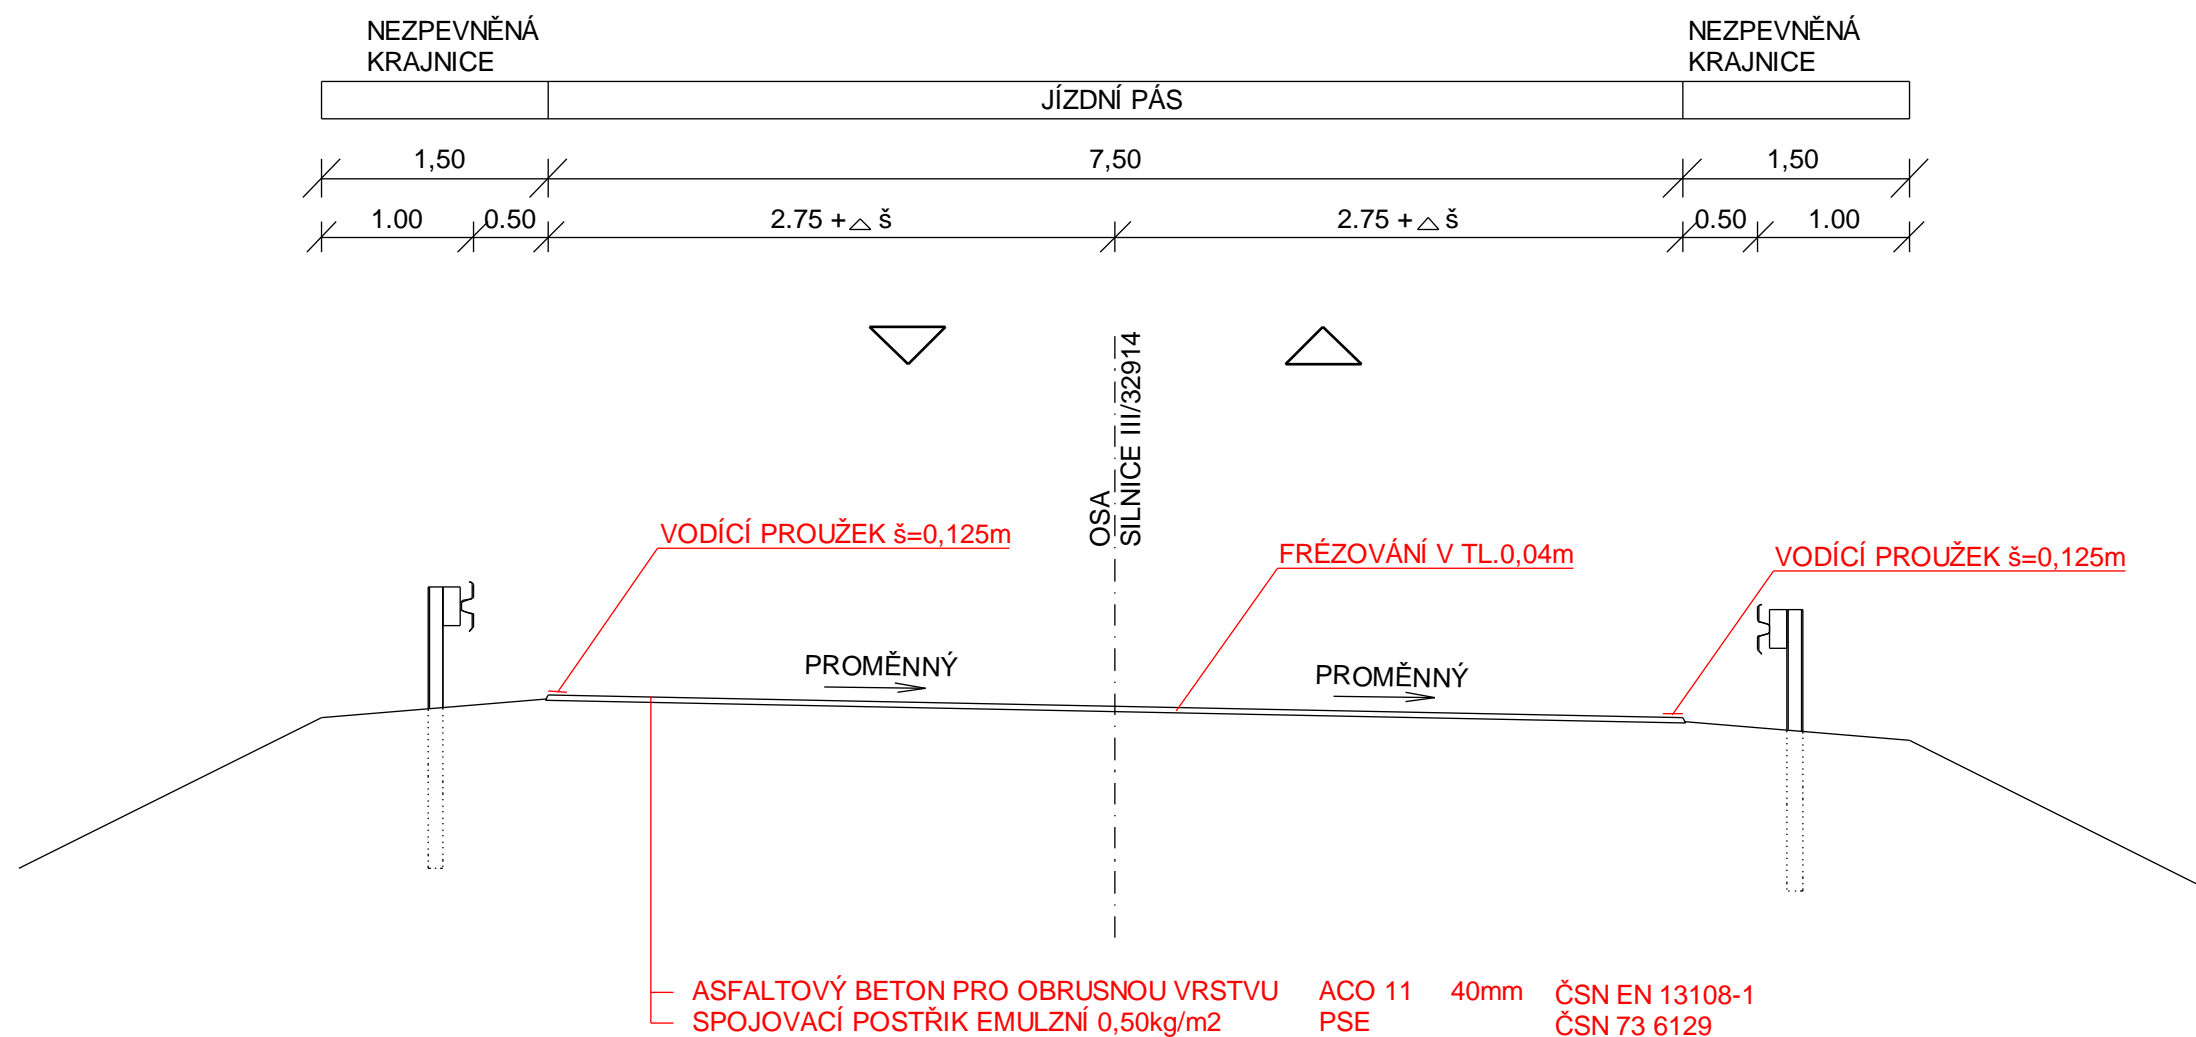 NEZPEVNĚNÁ
KRAJNICE
NEZPEVNĚNÁ
KRAJNICE
JÍZDNÍ PÁS
1,50
7,50
1,50
1.00
0.50
2.75 + △ š
2.75 + △ š
0.50
1.00
OSA
SILNICE III/32914
VODÍCÍ PROUŽEK š=0,125m
FRÉZOVÁNÍ V TL.0,04m
VODÍCÍ PROUŽEK š=0,125m
PROMĚNNÝ
PROMĚNNÝ
ASFALTOVÝ BETON PRO OBRUSNOU VRSTVU ACO 11 40mm ČSN EN 13108-1
SPOJOVACÍ POSTŘIK EMULZNÍ 0,50kg/m2 PSE ČSN 73 6129